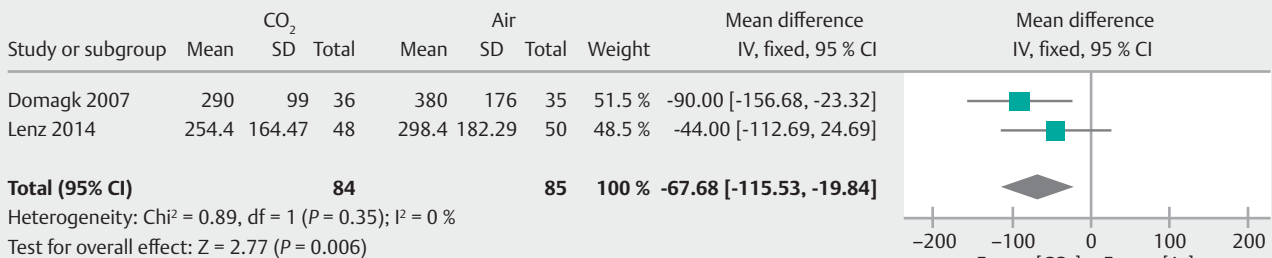 CO2 Air Mean difference Mean difference
Study or subgroup Mean SD Total Mean SD Total Weight IV, fixed, 95 % CI IV, fixed, 95 % CI
Domagk 2007 290 99 36 380 176 35 51.5 % -90.00 [-156.68, -23.32]
Lenz 2014 254.4 164.47 48 298.4 182.29 50 48.5 % -44.00 [-112.69, 24.69]
Total (95% CI) 84 85 100 % -67.68 [-115.53, -19.84]
Heterogeneity: Chi² = 0.89, df = 1 (P = 0.35); I² = 0 %
Test for overall effect: Z = 2.77 (P = 0.006)
−200 −100 0 100 200